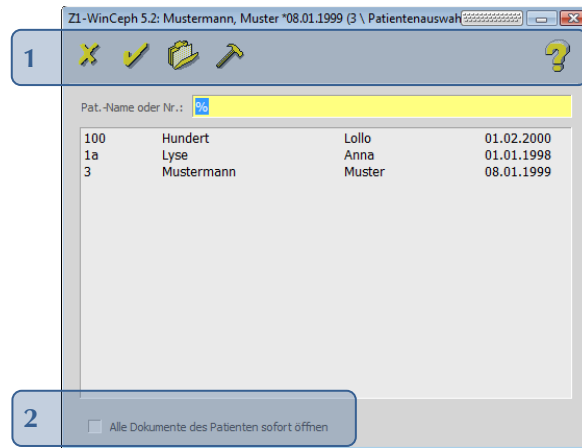 Z1-WinCeph 5.2: Mustermann, Muster *08.01.1999 (3 \ Patientenauswah
1
Pat.-Name oder Nr.: %
100 Hundert Lollo 01.02.2000
1a Lyse Anna 01.01.1998
3 Mustermann Muster 08.01.1999
2
Alle Dokumente des Patienten sofort öffnen